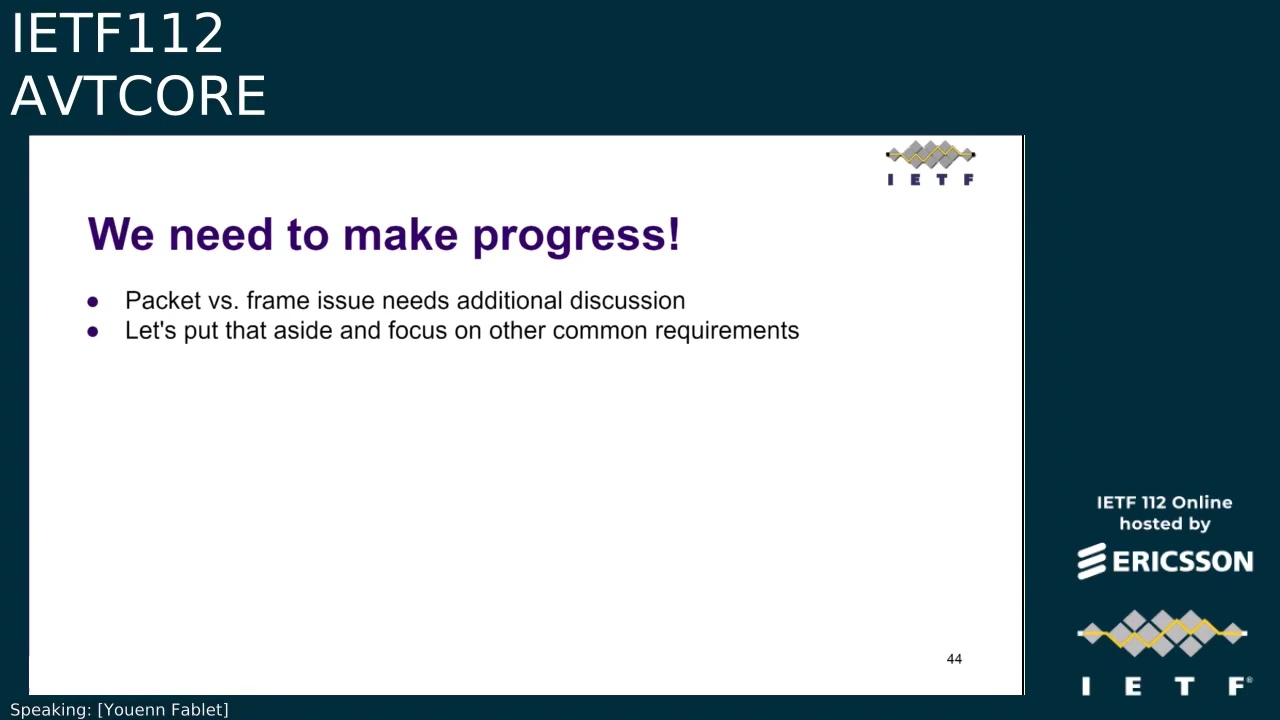 IETF112
AVTCORE
I E T F
We need to make progress!
● Packet vs. frame issue needs additional discussion
● Let's put that aside and focus on other common requirements
44
IETF 112 Online
hosted by
ERICSSON
I E T F®
Speaking: [Youenn Fablet]